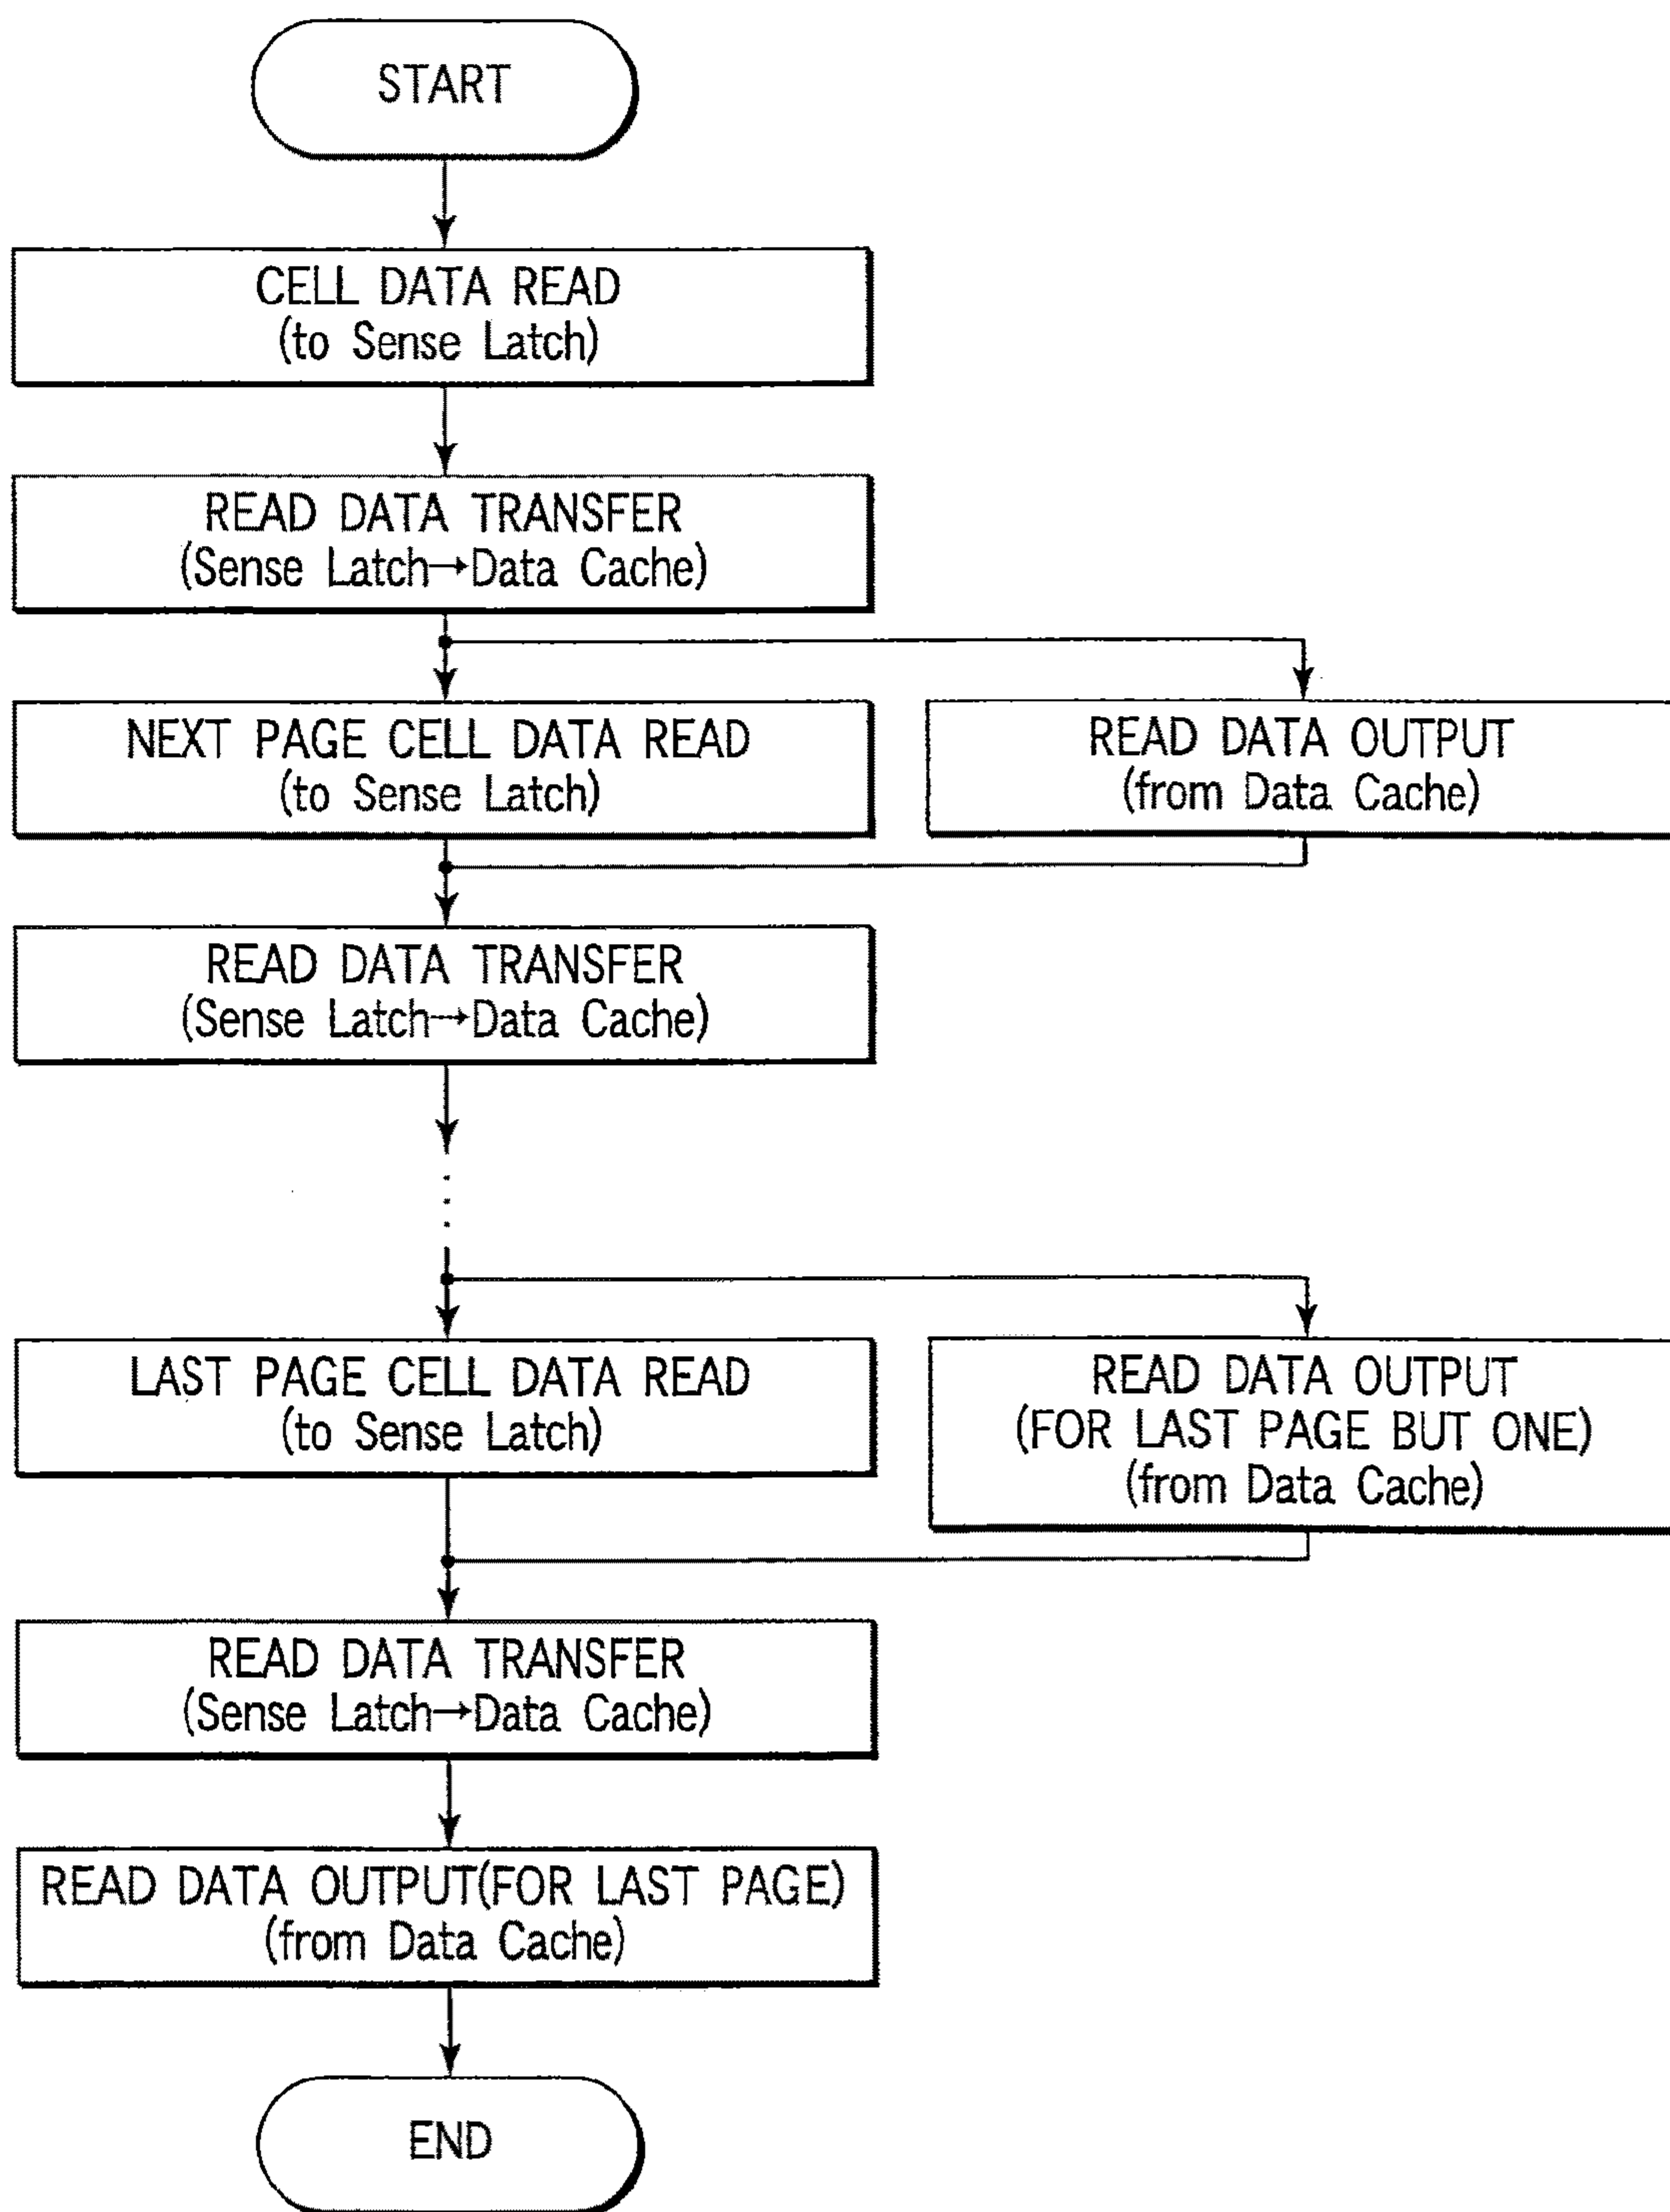 START
CELL DATA READ
(to Sense Latch)
READ DATA TRANSFER
(Sense Latch→Data Cache)
NEXT PAGE CELL DATA READ
(to Sense Latch)
READ DATA OUTPUT
(from Data Cache)
READ DATA TRANSFER
(Sense Latch→Data Cache)
LAST PAGE CELL DATA READ
(to Sense Latch)
READ DATA OUTPUT
(FOR LAST PAGE BUT ONE)
(from Data Cache)
READ DATA TRANSFER
(Sense Latch→Data Cache)
READ DATA OUTPUT(FOR LAST PAGE)
(from Data Cache)
END